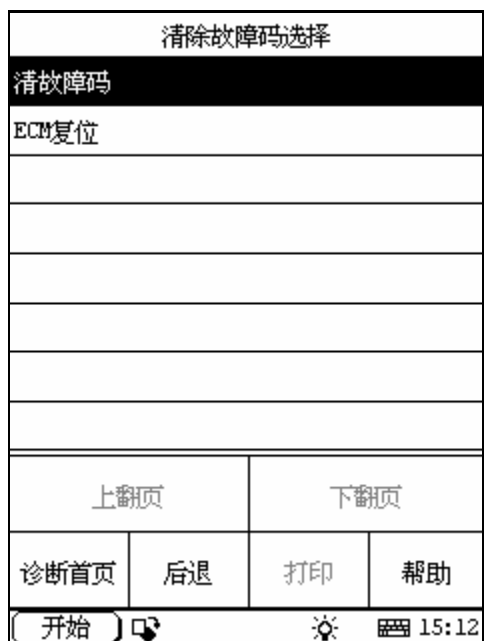 清除故障码选择
清故障码
ECM复位
上翻页 下翻页
诊断首页 后退 打印 帮助
开始 15:12